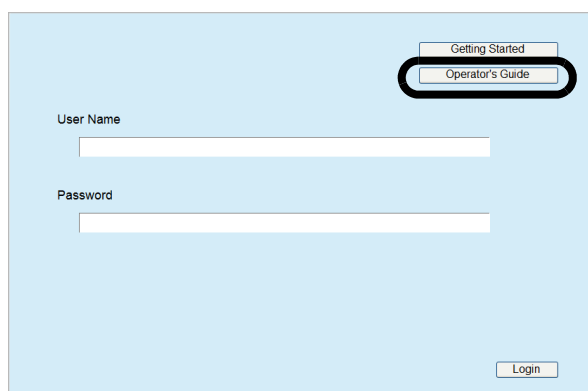 Getting Started
Operator's Guide
User Name
Password
Login